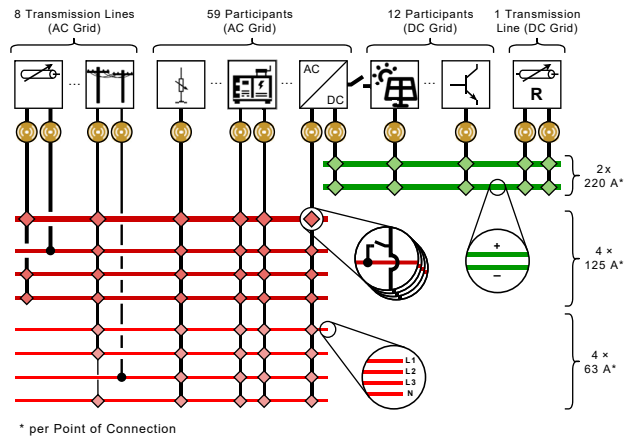 8 Transmission Lines
(AC Grid)
59 Participants
(AC Grid)
12 Participants
(DC Grid)
1 Transmission
Line (DC Grid)
...
...
...
...
AC
DC
R
2x
220 A*
4 ×
125 A*
+
−
4 ×
63 A*
L1
L2
L3
N
* per Point of Connection